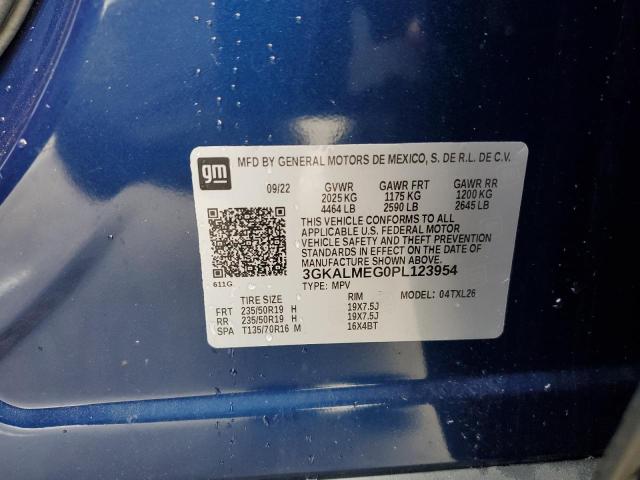 gm
MFD BY GENERAL MOTORS DE MEXICO, S. DE R.L. DE C.V.
09/22 GVWR GAWR FRT GAWR RR
2025 KG 1175 KG 1200 KG
4464 LB 2590 LB 2645 LB
THIS VEHICLE CONFORMS TO ALL
APPLICABLE U.S. FEDERAL MOTOR
VEHICLE SAFETY AND THEFT
PREVENTION STANDARDS IN
EFFECT ON THE DATE OF
MANUFACTURE SHOWN ABOVE.
3GKALMEG0PL123954
611G TYPE: MPV MODEL: 04TXL26
TIRE SIZE RIM
FRT 235/50R19 H 19X7.5J
RR 235/50R19 H 19X7.5J
SPA T135/70R16 M 16X4BT